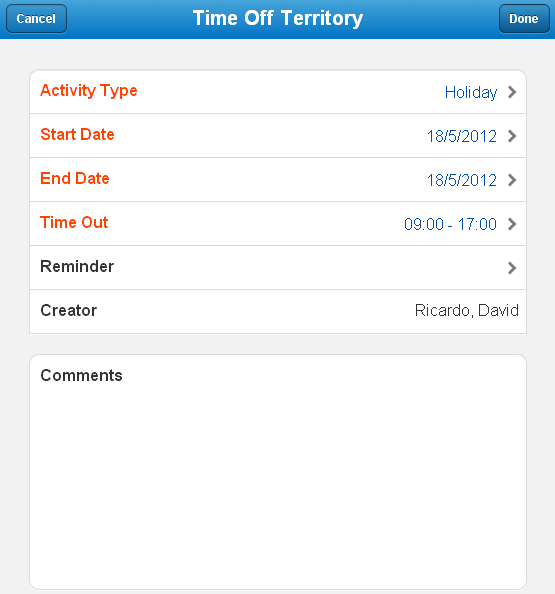 Cancel Time Off Territory Done
Activity Type Holiday
Start Date 18/5/2012
End Date 18/5/2012
Time Out 09:00 - 17:00
Reminder
Creator Ricardo, David
Comments